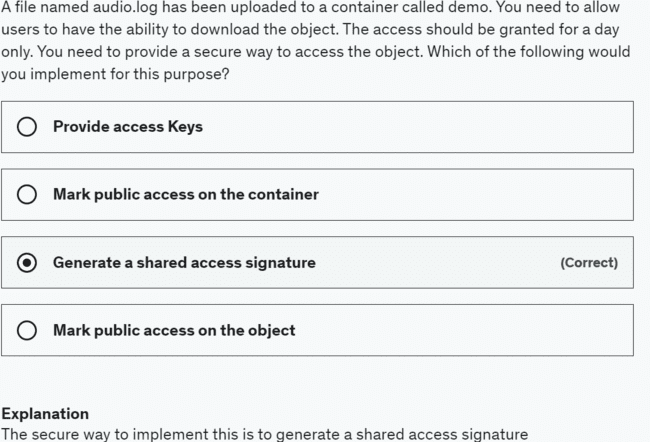 A file named audio.log has been uploaded to a container called demo. You need to allow
users to have the ability to download the object. The access should be granted for a day
only. You need to provide a secure way to access the object. Which of the following would
you implement for this purpose?
Provide access Keys
Mark public access on the container
Generate a shared access signature (Correct)
Mark public access on the object
Explanation
The secure way to implement this is to generate a shared access signature